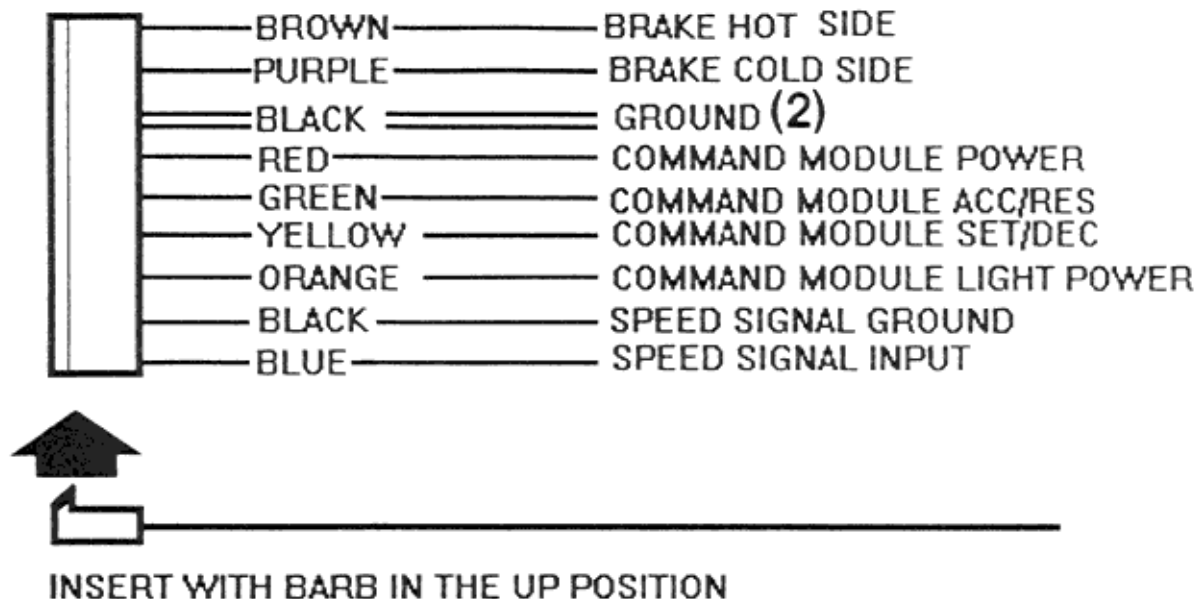 BROWN BRAKE HOT SIDE
PURPLE BRAKE COLD SIDE
BLACK GROUND (2)
RED COMMAND MODULE POWER
GREEN COMMAND MODULE ACC/RES
YELLOW COMMAND MODULE SET/DEC
ORANGE COMMAND MODULE LIGHT POWER
BLACK SPEED SIGNAL GROUND
BLUE SPEED SIGNAL INPUT
INSERT WITH BARB IN THE UP POSITION